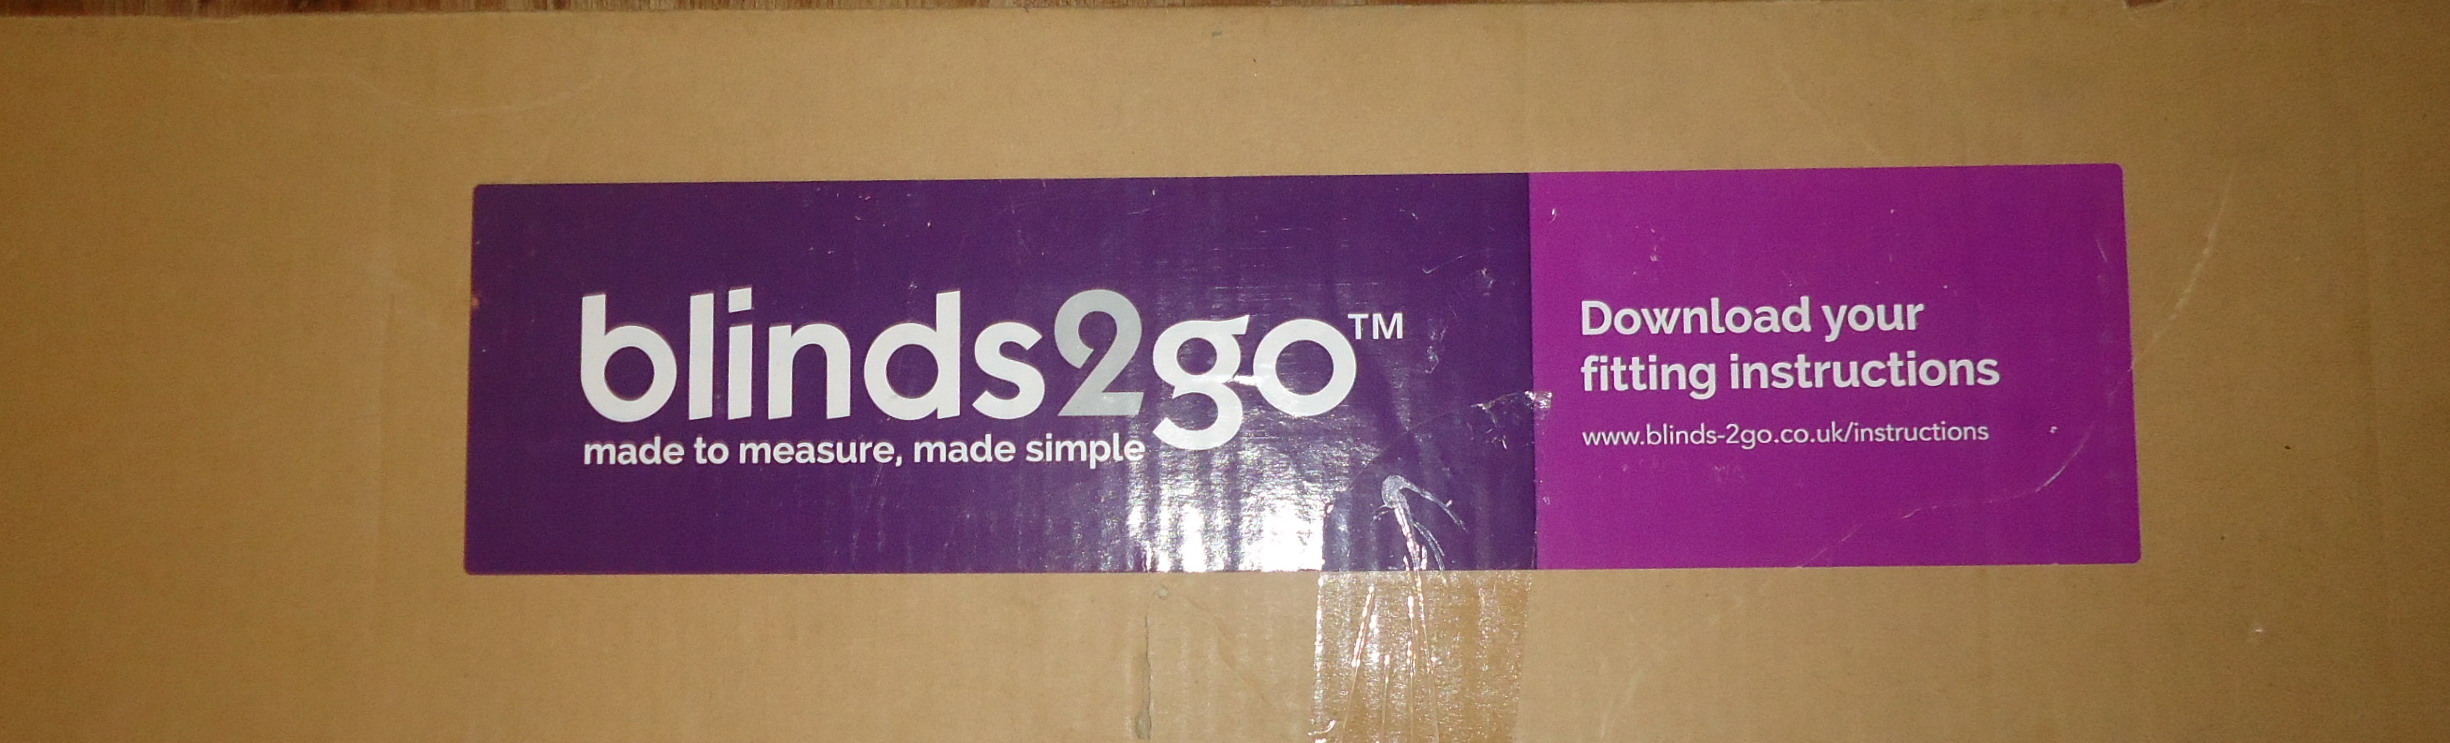 blinds2go™
made to measure, made simple
Download your
fitting instructions
www.blinds-2go.co.uk/instructions